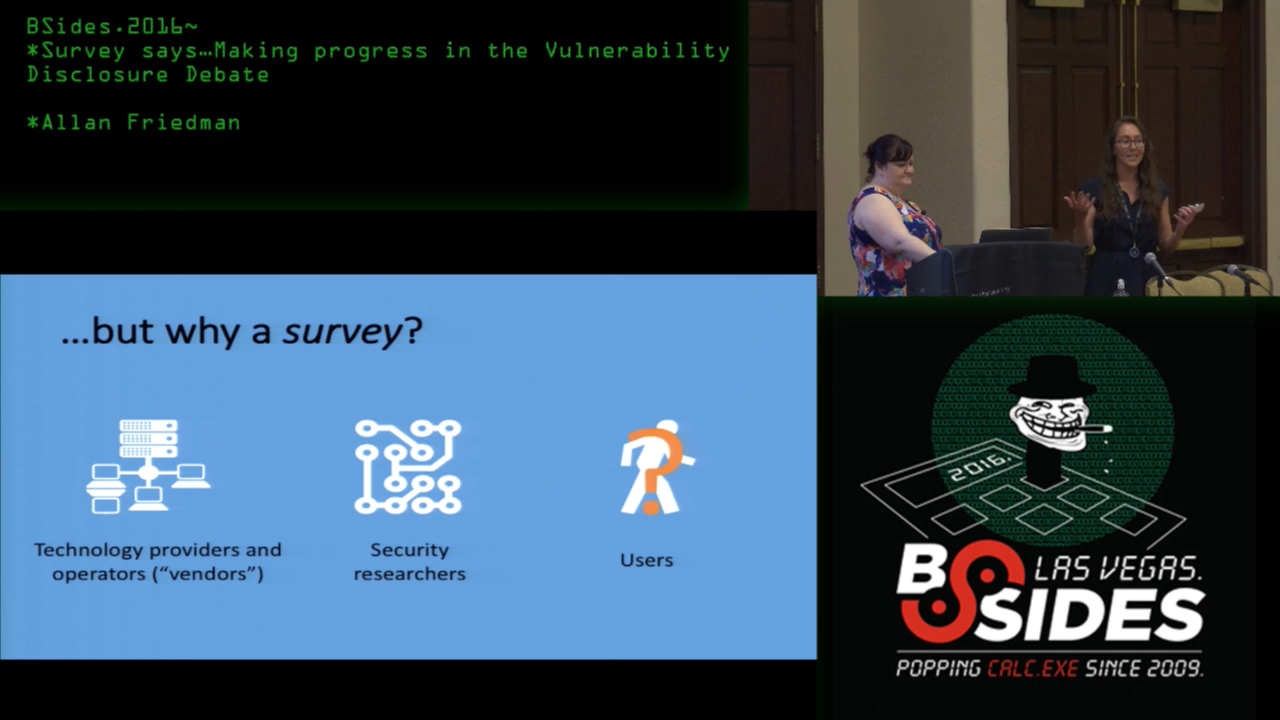 BSides.2016~
*Survey says…Making progress in the Vulnerability
Disclosure Debate
*Allan Friedman
…but why a survey?
Technology providers and
operators (“vendors”)
Security
researchers
Users
2016.
BSIDES
LAS VEGAS.
POPPING CALC.EXE SINCE 2009.